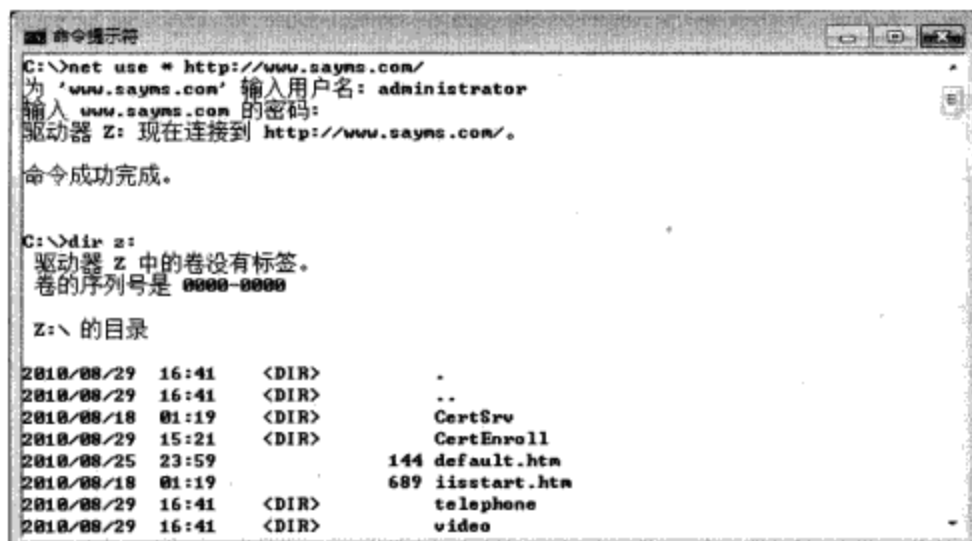 命令提示符
C:\>net use * http://www.sayms.com/
为 'www.sayms.com' 输入用户名: administrator
输入 www.sayms.com 的密码:
驱动器 Z: 现在连接到 http://www.sayms.com/。
命令成功完成。
C:\>dir z:
驱动器 Z 中的卷没有标签。
卷的序列号是 0000-0000
Z:\ 的目录
2010/08/29 16:41 <DIR> .
2010/08/29 16:41 <DIR> ..
2010/08/18 01:19 <DIR> CertSrv
2010/08/29 15:21 <DIR> CertEnroll
2010/08/25 23:59 144 default.htm
2010/08/18 01:19 689 iisstart.htm
2010/08/29 16:41 <DIR> telephone
2010/08/29 16:41 <DIR> video